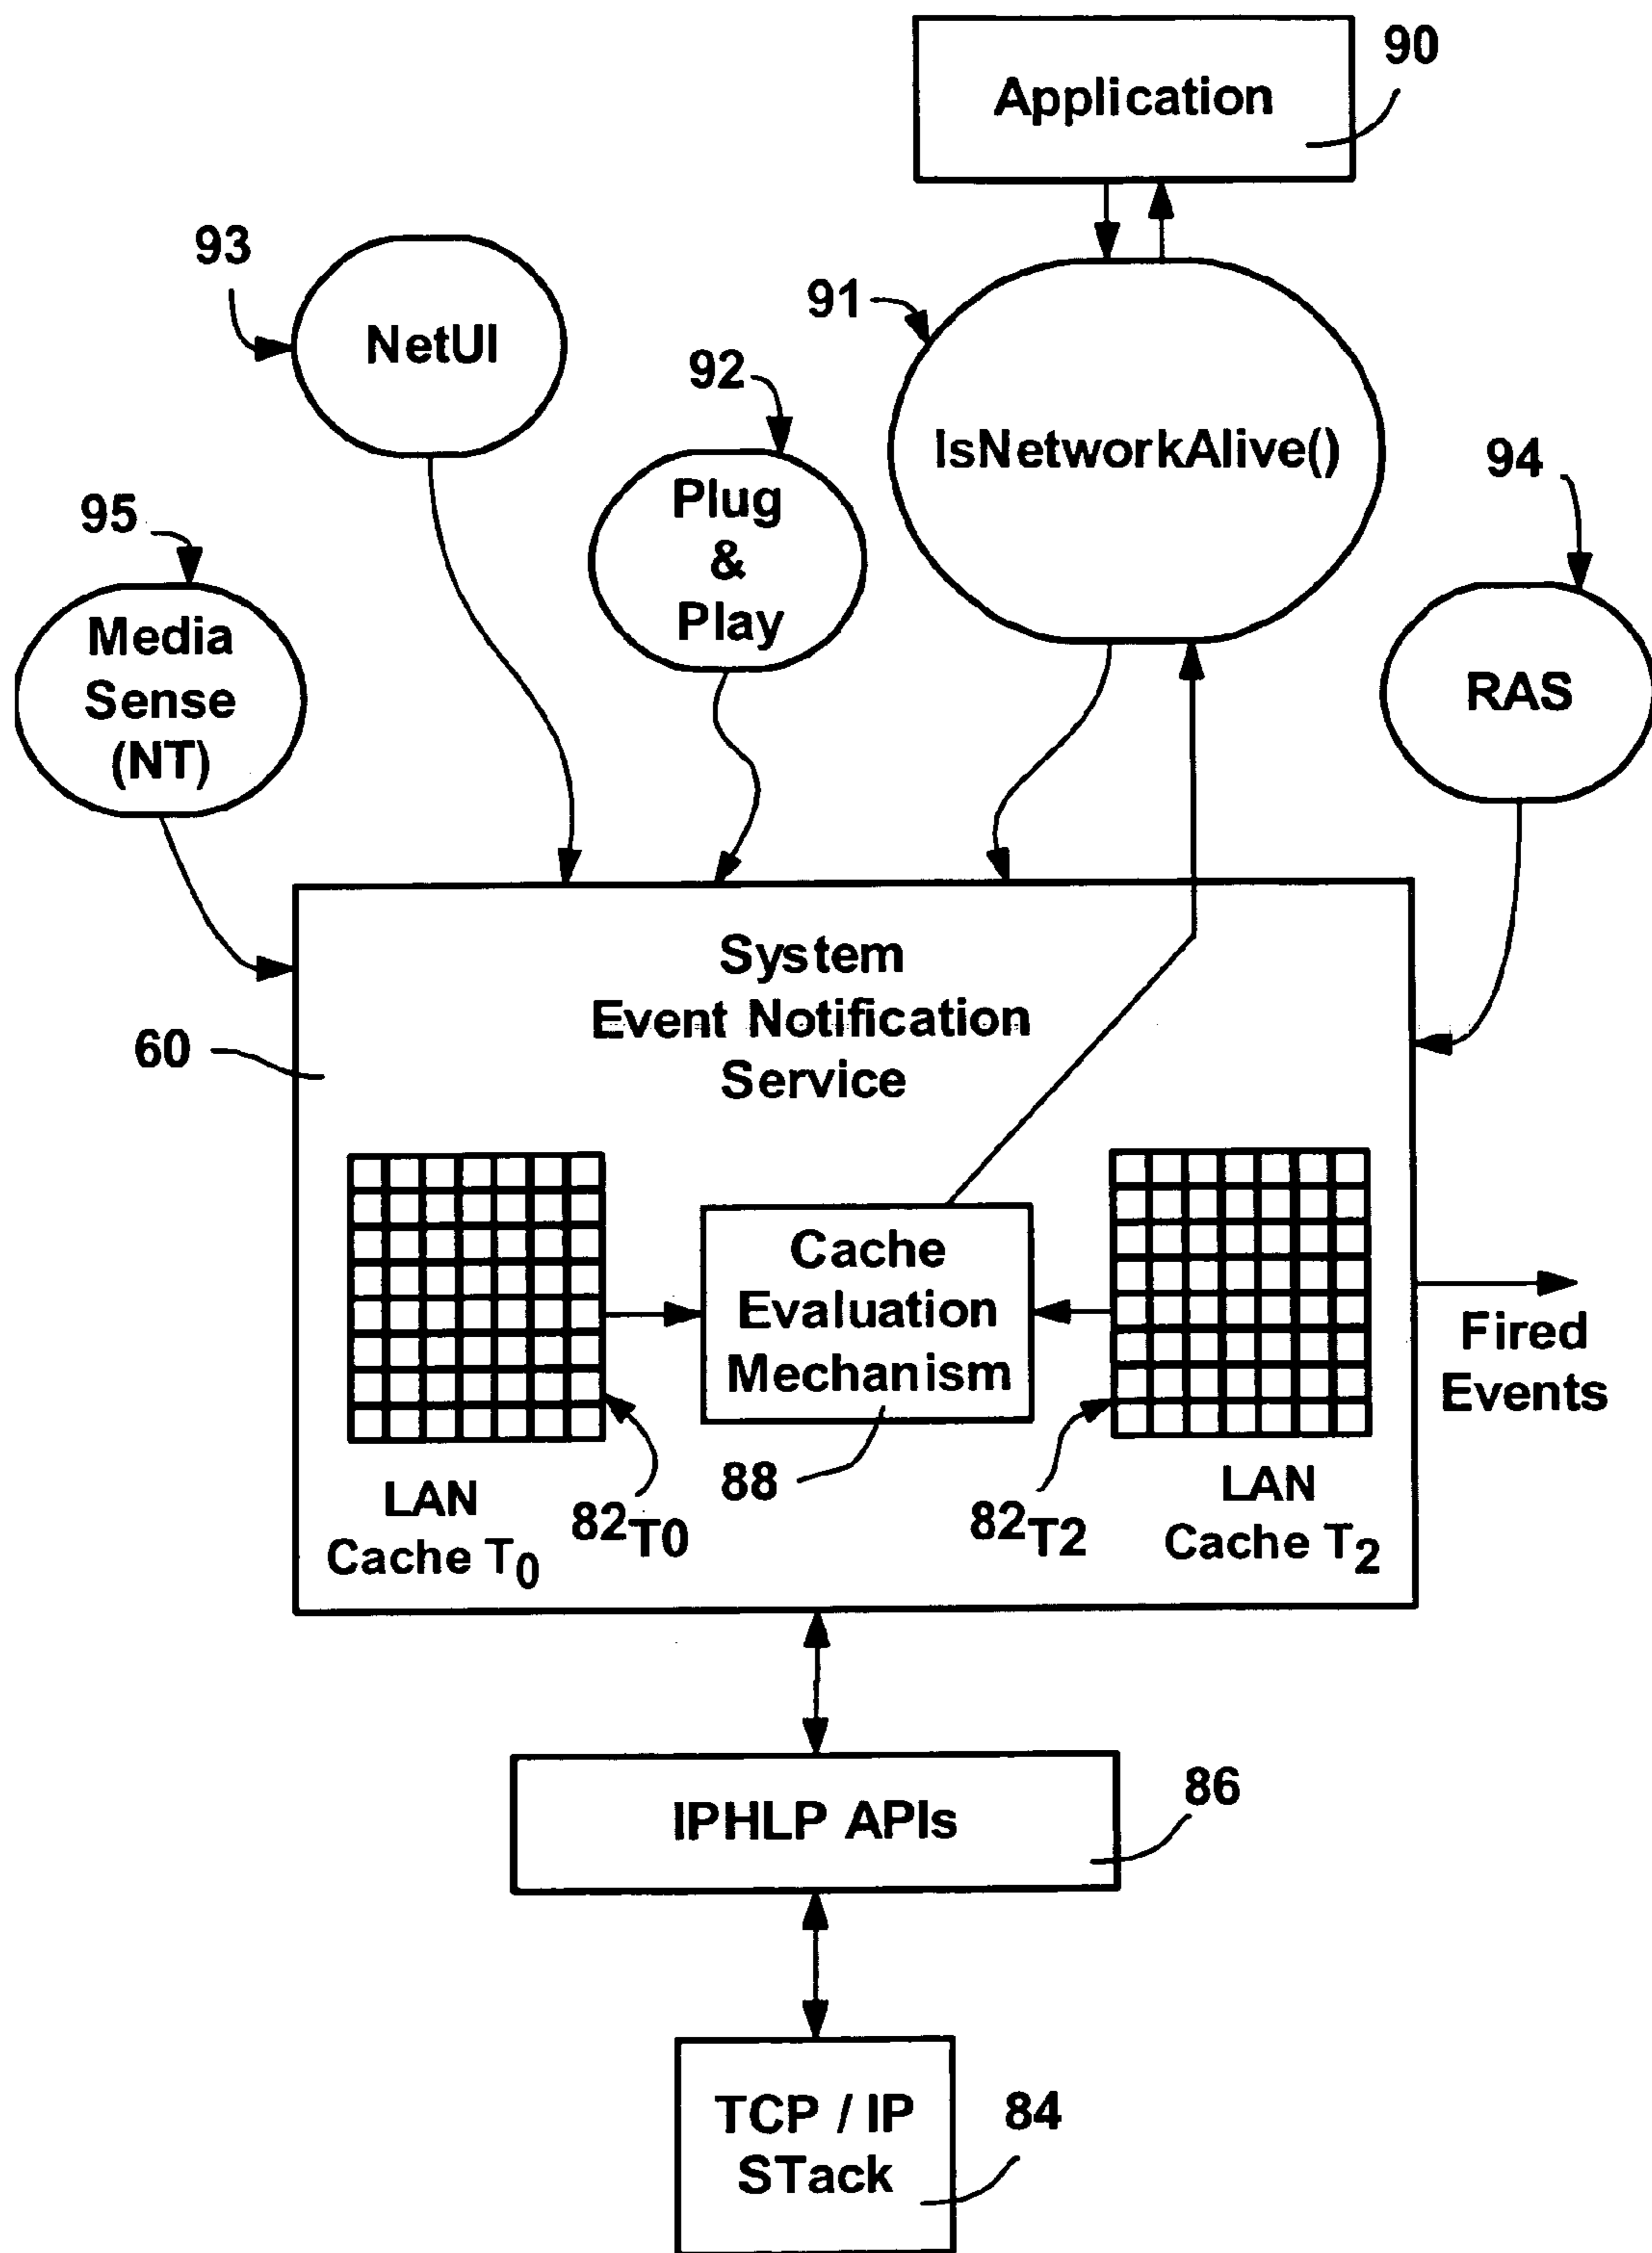 90
Application
93
NetUI
91
IsNetworkAlive()
92
Plug
&
Play
94
RAS
95
Media
Sense
(NT)
System
Event Notification
Service
60
Cache
Evaluation
Mechanism
88
LAN
Cache T0
82T0
82T2
LAN
Cache T2
Fired
Events
IPHLP APIs
86
TCP / IP
STack
84